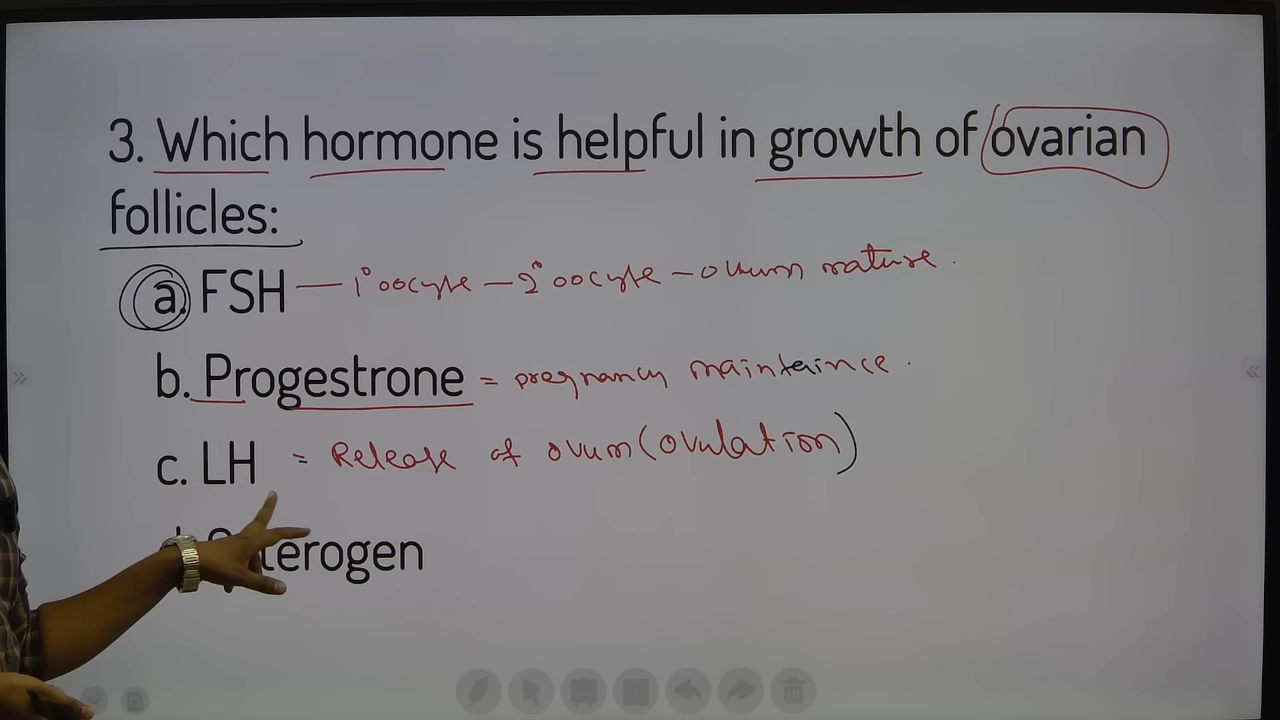 3. Which hormone is helpful in growth of ovarian
follicles:
a. FSH — 1° oocyte — 2° oocyte — ovum mature.
b. Progestrone = pregnancy maintaince.
c. LH = Release of ovum (ovulation)